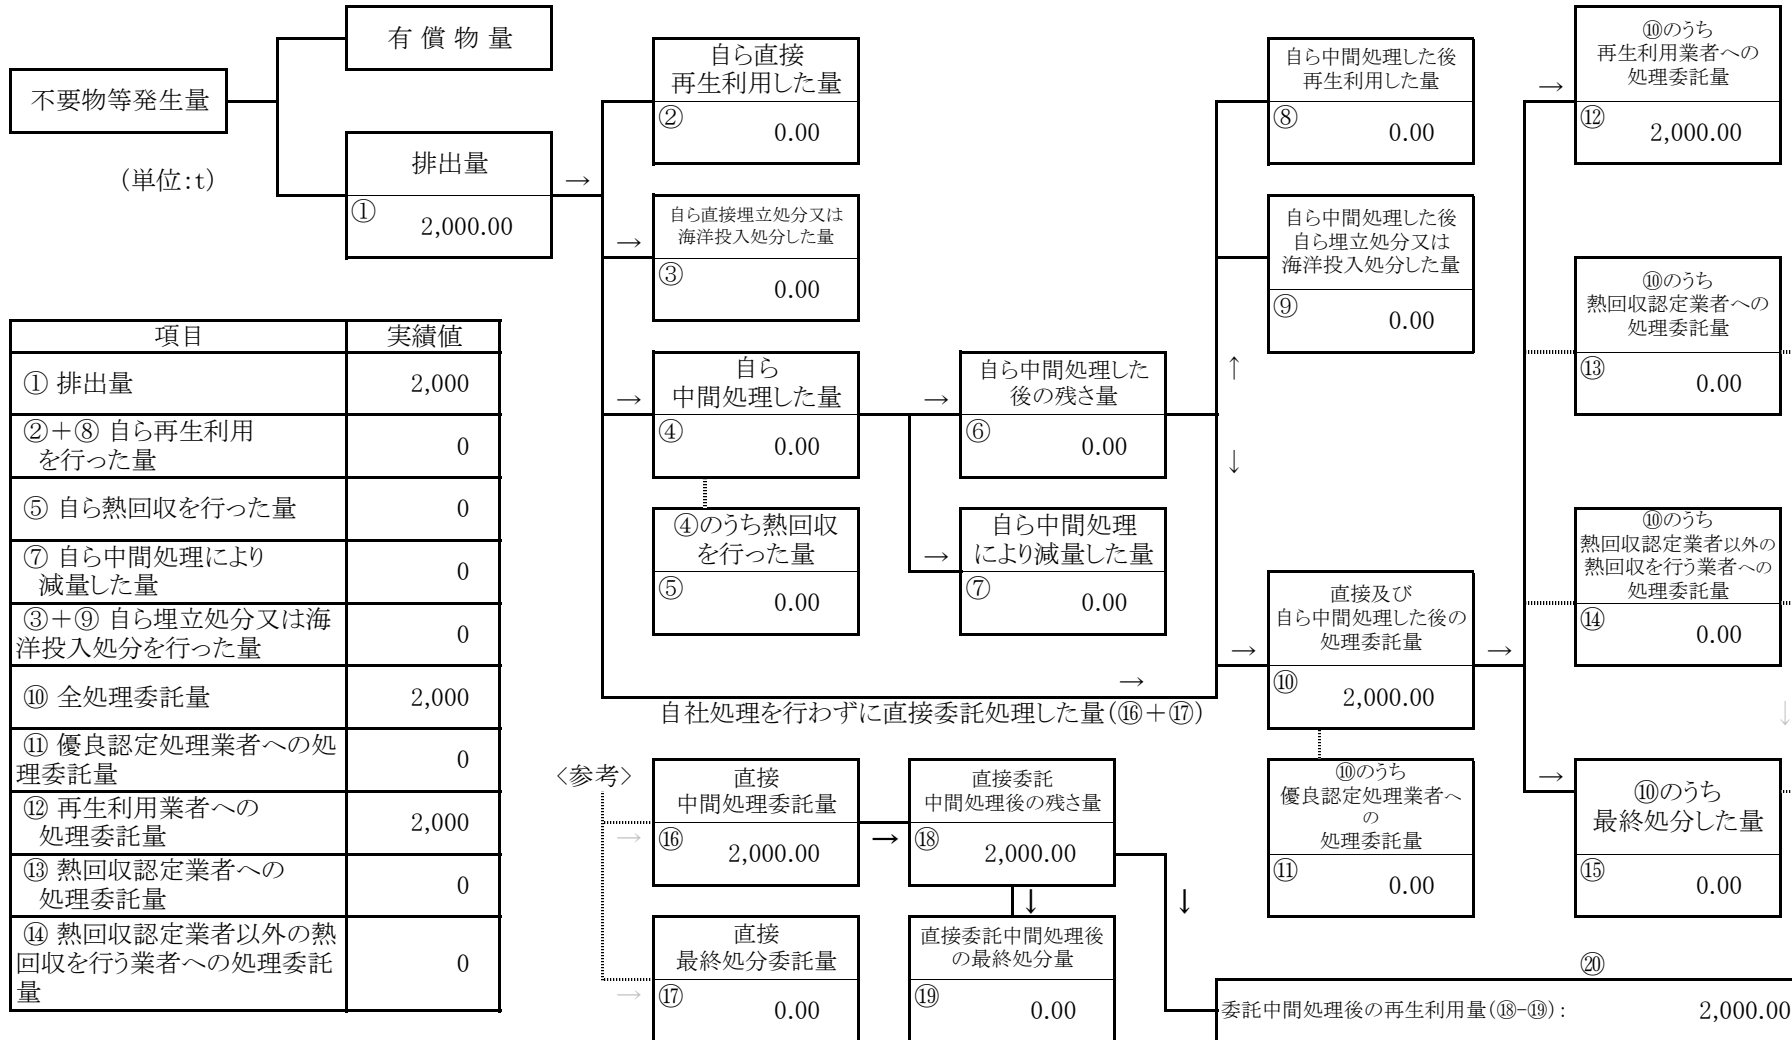 有償物量
不要物等発生量
(単位:t)
排出量
①
2,000.00
→
自ら直接
再生利用した量
②
0.00
→
自ら直接埋立処分又は
海洋投入処分した量
③
0.00
→
自ら
中間処理した量
④
0.00
④のうち熱回収
を行った量
⑤
0.00
→
自ら中間処理した
後の残さ量
⑥
0.00
→
自ら中間処理
により減量した量
⑦
0.00
↑
↓
自ら中間処理した後
再生利用した量
⑧
0.00
自ら中間処理した後
自ら埋立処分又は
海洋投入処分した量
⑨
0.00
→
自社処理を行わずに直接委託処理した量(⑯+⑰)
→
直接及び
自ら中間処理した後の
処理委託量
⑩
2,000.00
⑩のうち
優良認定処理業者へ
の
処理委託量
⑪
0.00
→
→
⑩のうち
再生利用業者への
処理委託量
⑫
2,000.00
⑩のうち
熱回収認定業者への
処理委託量
⑬
0.00
⑩のうち
熱回収認定業者以外の
熱回収を行う業者への
処理委託量
⑭
0.00
↓
→
⑩のうち
最終処分した量
⑮
0.00
項目 実績値
① 排出量 2,000
②+⑧ 自ら再生利用
を行った量 0
⑤ 自ら熱回収を行った量 0
⑦ 自ら中間処理により
減量した量 0
③+⑨ 自ら埋立処分又は海
洋投入処分を行った量 0
⑩ 全処理委託量 2,000
⑪ 優良認定処理業者への処
理委託量 0
⑫ 再生利用業者への
処理委託量 2,000
⑬ 熱回収認定業者への
処理委託量 0
⑭ 熱回収認定業者以外の熱
回収を行う業者への処理委託
量 0
〈参考〉
→
直接
中間処理委託量
⑯
2,000.00
→
直接委託
中間処理後の残さ量
⑱
2,000.00
↓
↓
→
直接
最終処分委託量
⑰
0.00
直接委託中間処理後
の最終処分量
⑲
0.00
⑳
委託中間処理後の再生利用量(⑱-⑲): 2,000.00